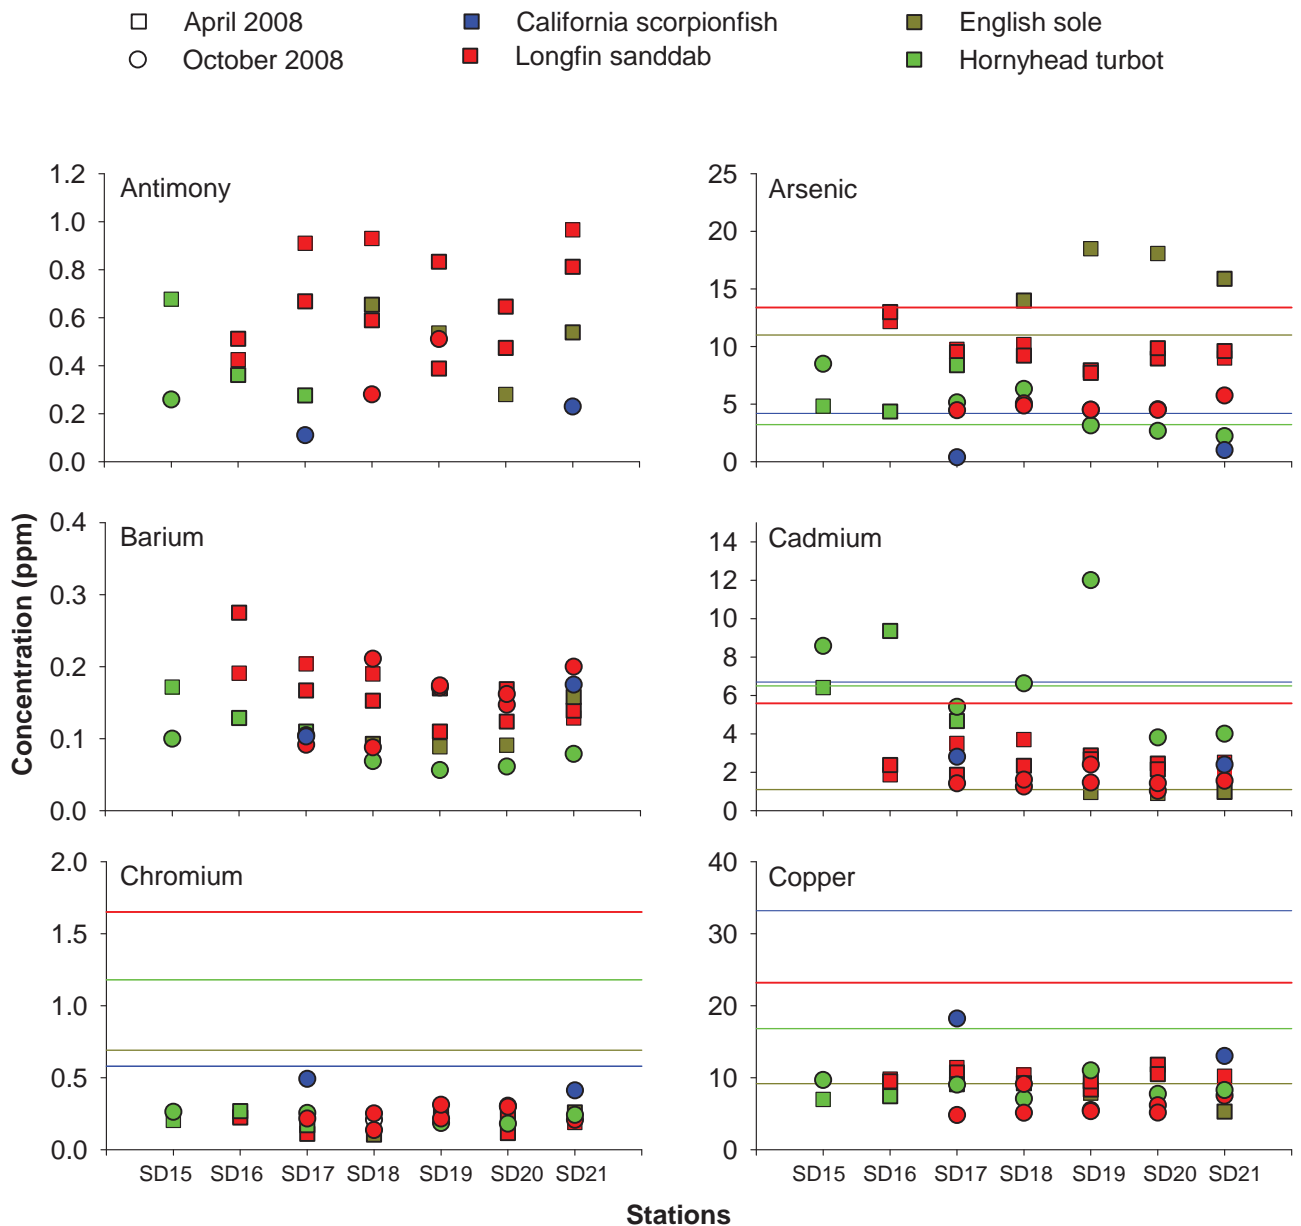 April 2008
California scorpionfish
English sole
October 2008
Longfin sanddab
Hornyhead turbot
Antimony
1.2
1.0
0.8
0.6
0.4
0.2
0.0
Arsenic
25
20
15
10
5
0
Concentration (ppm)
Barium
0.4
0.3
0.2
0.1
0.0
Cadmium
14
12
10
8
6
4
2
0
Chromium
2.0
1.5
1.0
0.5
0.0
SD15 SD16 SD17 SD18 SD19 SD20 SD21
Copper
40
30
20
10
0
SD15 SD16 SD17 SD18 SD19 SD20 SD21
Stations